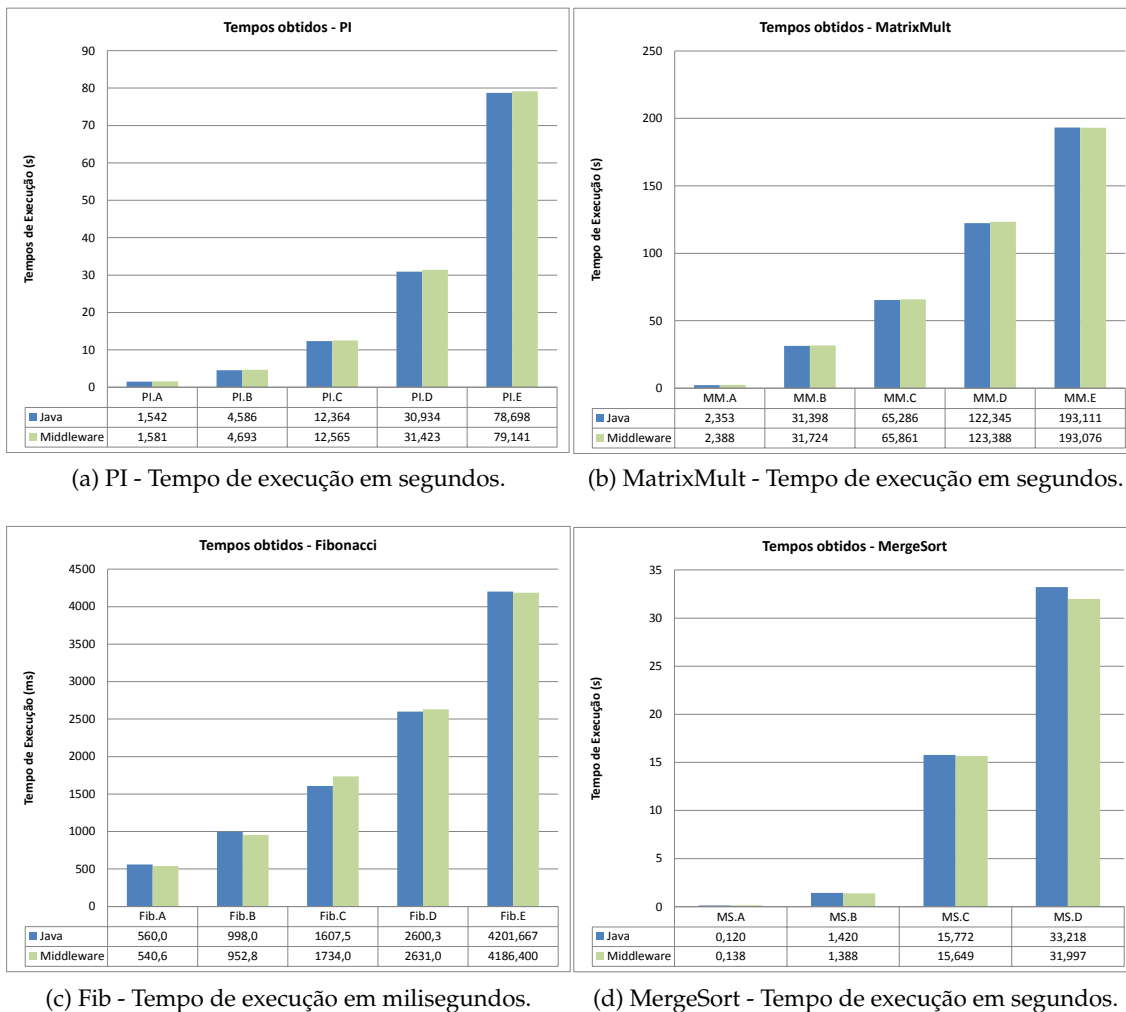 Tempos obtidos - PI
90
80
70
60
50
40
30
20
10
0
Tempos de Execução (s)
PI.A PI.B PI.C PI.D PI.E
Java 1,542 4,586 12,364 30,934 78,698
Middleware 1,581 4,693 12,565 31,423 79,141
(a) PI - Tempo de execução em segundos.
Tempos obtidos - MatrixMult
250
200
150
100
50
0
Tempo de Execução (s)
MM.A MM.B MM.C MM.D MM.E
Java 2,353 31,398 65,286 122,345 193,111
Middleware 2,388 31,724 65,861 123,388 193,076
(b) MatrixMult - Tempo de execução em segundos.
Tempos obtidos - Fibonacci
4500
4000
3500
3000
2500
2000
1500
1000
500
0
Tempo de Execução (ms)
Fib.A Fib.B Fib.C Fib.D Fib.E
Java 560,0 998,0 1607,5 2600,3 4201,667
Middleware 540,6 952,8 1734,0 2631,0 4186,400
(c) Fib - Tempo de execução em milisegundos.
Tempos obtidos - MergeSort
35
30
25
20
15
10
5
0
Tempo de Execução (s)
MS.A MS.B MS.C MS.D
Java 0,120 1,420 15,772 33,218
Middleware 0,138 1,388 15,649 31,997
(d) MergeSort - Tempo de execução em segundos.